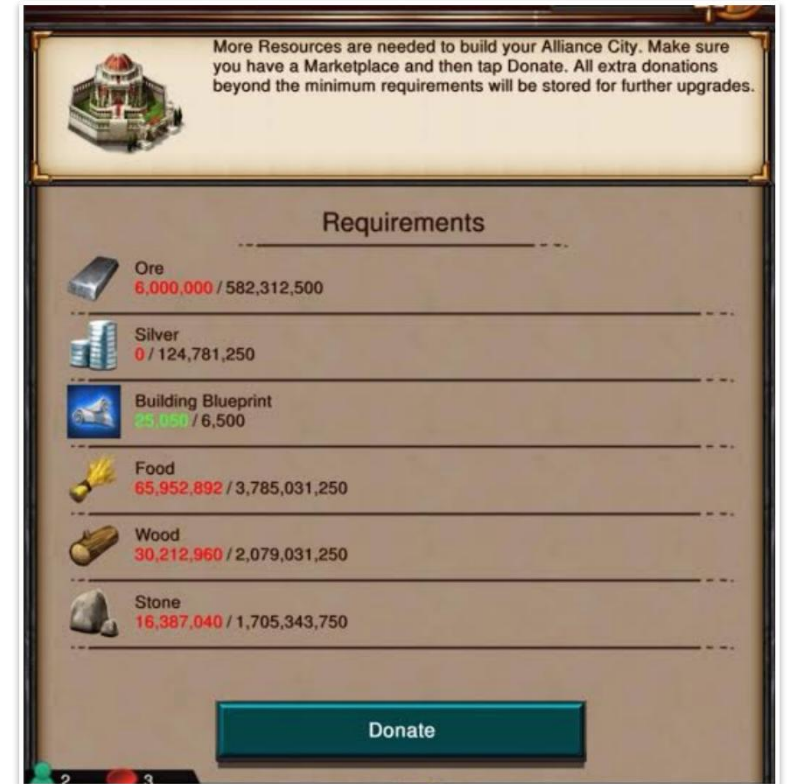 More Resources are needed to build your Alliance City. Make sure
you have a Marketplace and then tap Donate. All extra donations
beyond the minimum requirements will be stored for further upgrades.
Requirements
Ore
6,000,000 / 582,312,500
Silver
0 / 124,781,250
Building Blueprint
25,050 / 6,500
Food
65,952,892 / 3,785,031,250
Wood
30,212,960 / 2,079,031,250
Stone
16,387,040 / 1,705,343,750
Donate
2 3